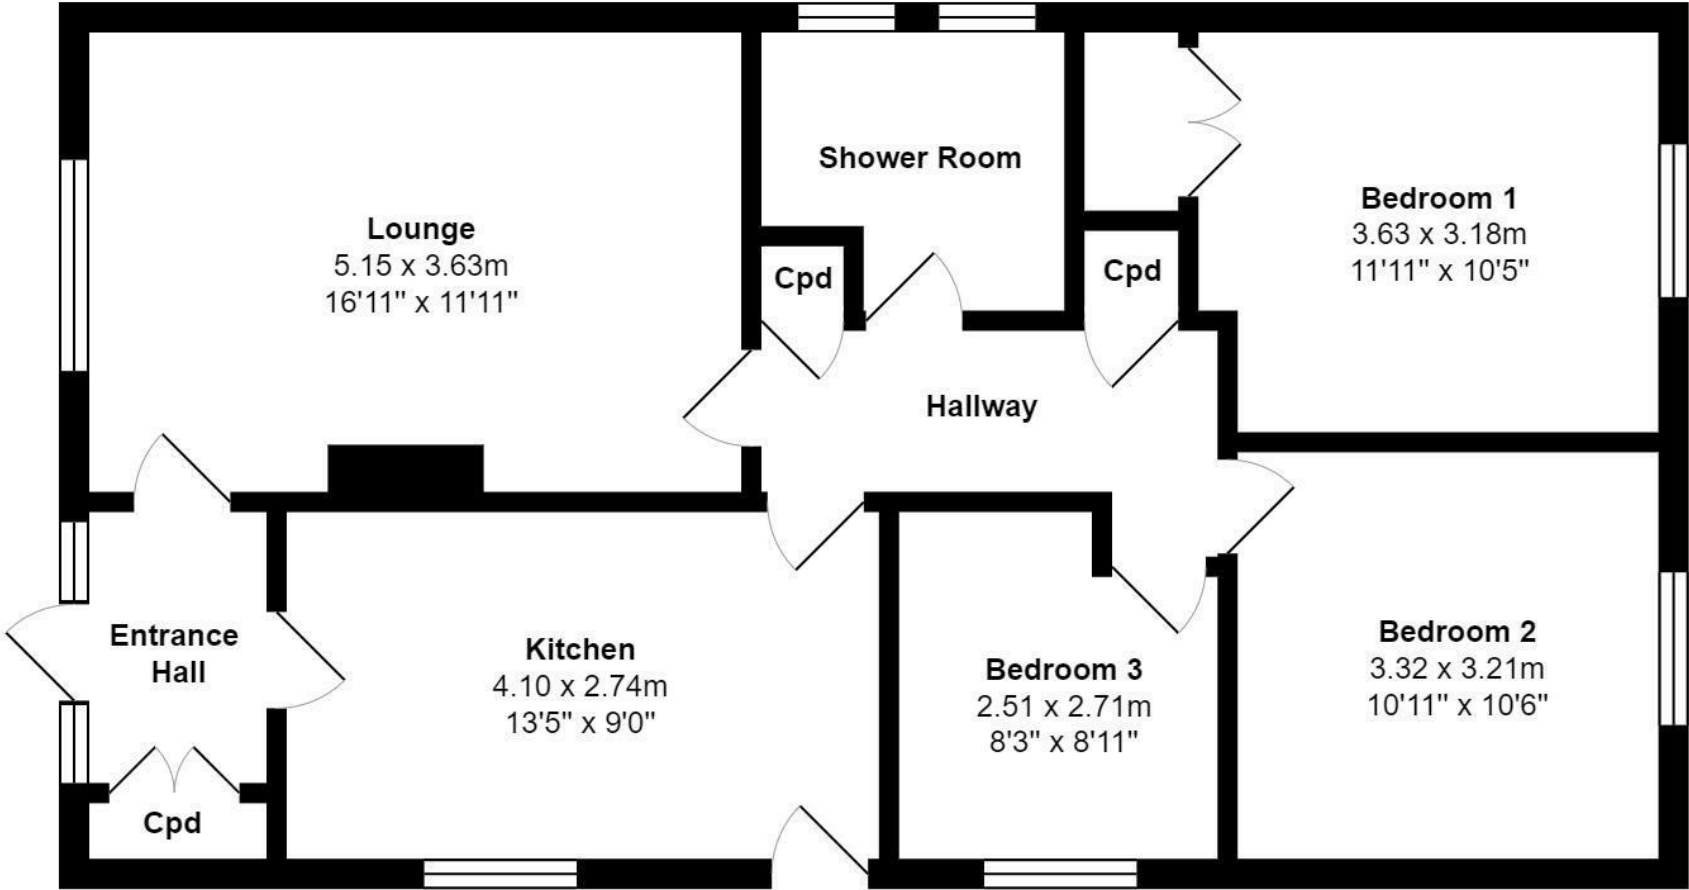 Lounge
5.15 x 3.63m
16'11" x 11'11"
Shower Room
Cpd
Cpd
Bedroom 1
3.63 x 3.18m
11'11" x 10'5"
Hallway
Entrance
Hall
Cpd
Kitchen
4.10 x 2.74m
13'5" x 9'0"
Bedroom 3
2.51 x 2.71m
8'3" x 8'11"
Bedroom 2
3.32 x 3.21m
10'11" x 10'6"